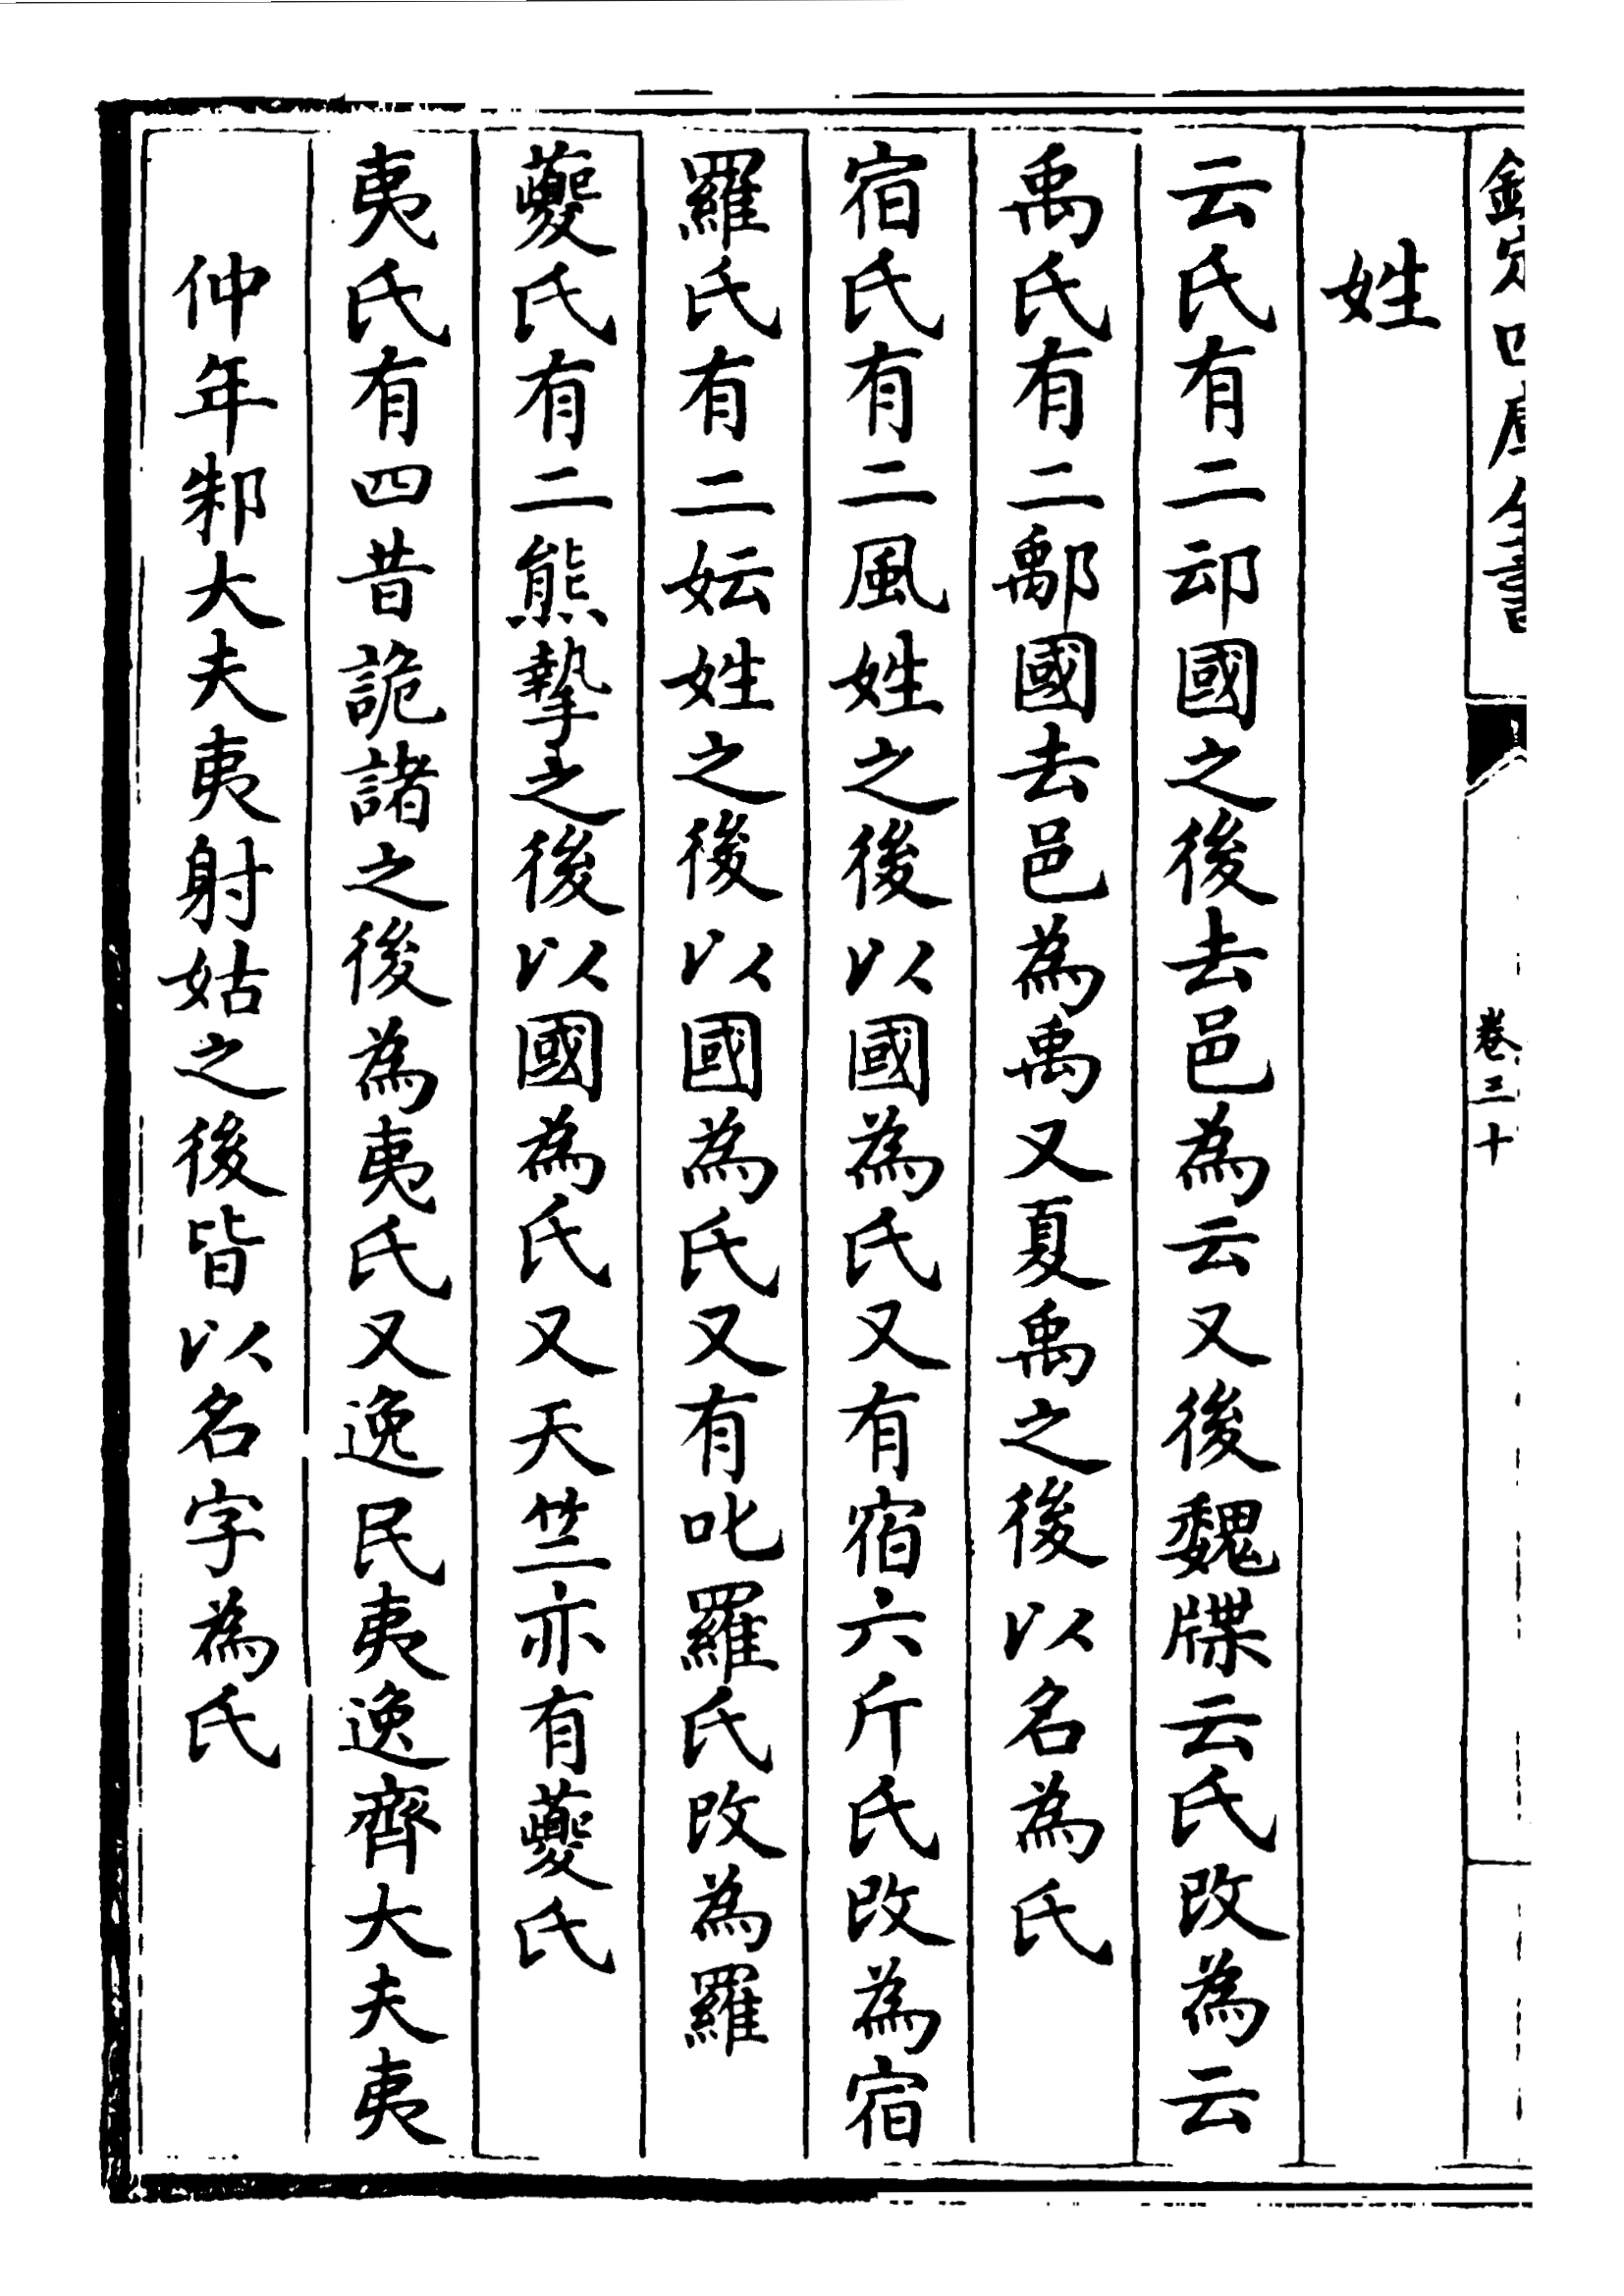 欽定四庫全書
卷三十
姓
云氏有二䢵國之後去邑為云又後魏牒云氏改為云
禹氏有二鄅國去邑為禹又夏禹之後以名為氏
宿氏有二風姓之後以國為氏又有宿六斤氏改為宿
羅氏有二妘姓之後以國為氏又有叱羅氏改為羅
夔氏有二熊摯之後以國為氏又天竺亦有夔氏
夷氏有四昔詭諸之後為夷氏又逸民夷逸齊大夫夷
仲年邾大夫夷射姑之後皆以名字為氏